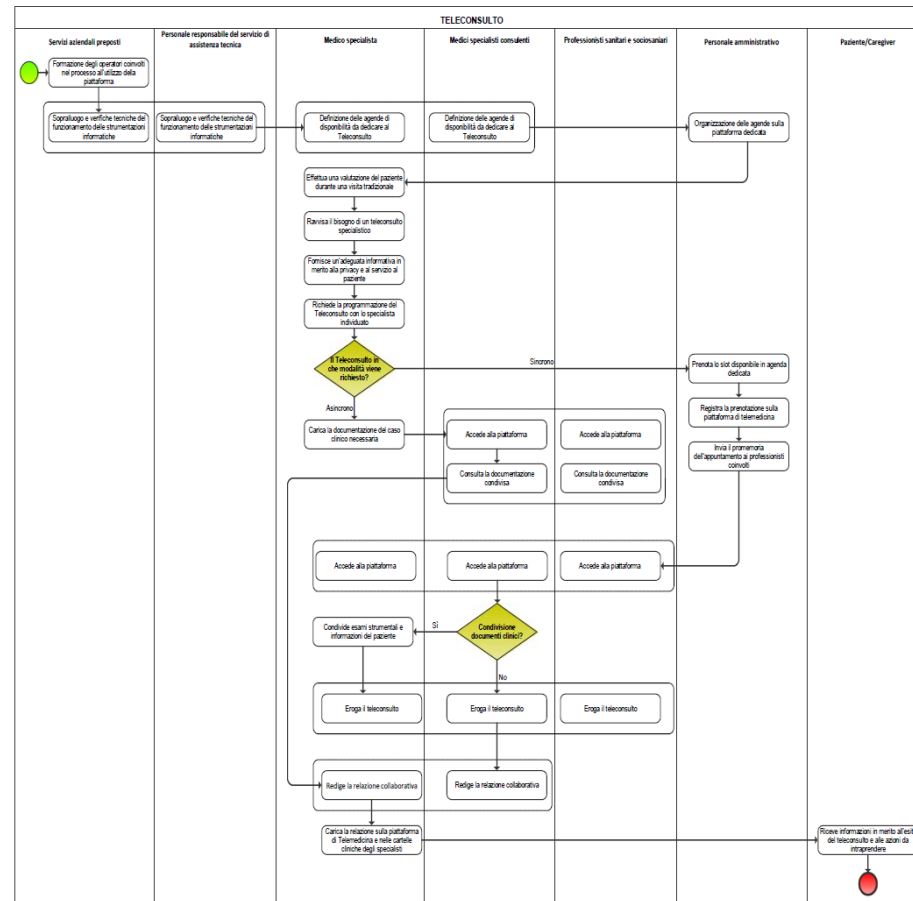 TELECONSULTO
Servizi aziendali preposti
Personale responsabile del servizio di
assistenza tecnica
Medico specialista
Medici specialisti consulenti
Professionisti sanitari e sociosaniari
Personale amministrativo
Paziente/Caregiver
Formazione degli operatori coinvolti
nel processo all'utilizzo della
piattaforma
Sopralluogo e verifiche tecniche del
funzionamento delle strumentazioni
informatiche
Sopralluogo e verifiche tecniche del
funzionamento delle strumentazioni
informatiche
Definizione delle agende di
disponibilità da dedicare al
Teleconsulto
Definizione delle agende di
disponibilità da dedicare al
Teleconsulto
Organizzazione delle agende sulla
piattaforma dedicata
Effettua una valutazione del paziente
durante una visita tradizionale
Ravvisa il bisogno di un teleconsulto
specialistico
Fornisce un'adeguata informativa in
merito alla privacy e al servizio al
paziente
Richiede la programmazione del
Teleconsulto con lo specialista
individuato
Il Teleconsulto in
che modalità viene
richiesto?
Sincrono
Prenota lo slot disponibile in agenda
dedicata
Asincrono
Registra la prenotazione sulla
piattaforma di telemedicina
Carica la documentazione del caso
clinico necessaria
Accede alla piattaforma
Accede alla piattaforma
Invia il promemoria
dell'appuntamento ai professionisti
coinvolti
Consulta la documentazione
condivisa
Consulta la documentazione
condivisa
Accede alla piattaforma
Accede alla piattaforma
Accede alla piattaforma
Condivide esami strumentali e
informazioni del paziente
Sì
Condivisione
documenti clinici?
No
Eroga il teleconsulto
Eroga il teleconsulto
Eroga il teleconsulto
Redige la relazione collaborativa
Redige la relazione collaborativa
Carica la relazione sulla piattaforma
di Telemedicina e nelle cartelle
cliniche degli specialisti
Riceve informazioni in merito all'esito
del teleconsulto e alle azioni da
intraprendere